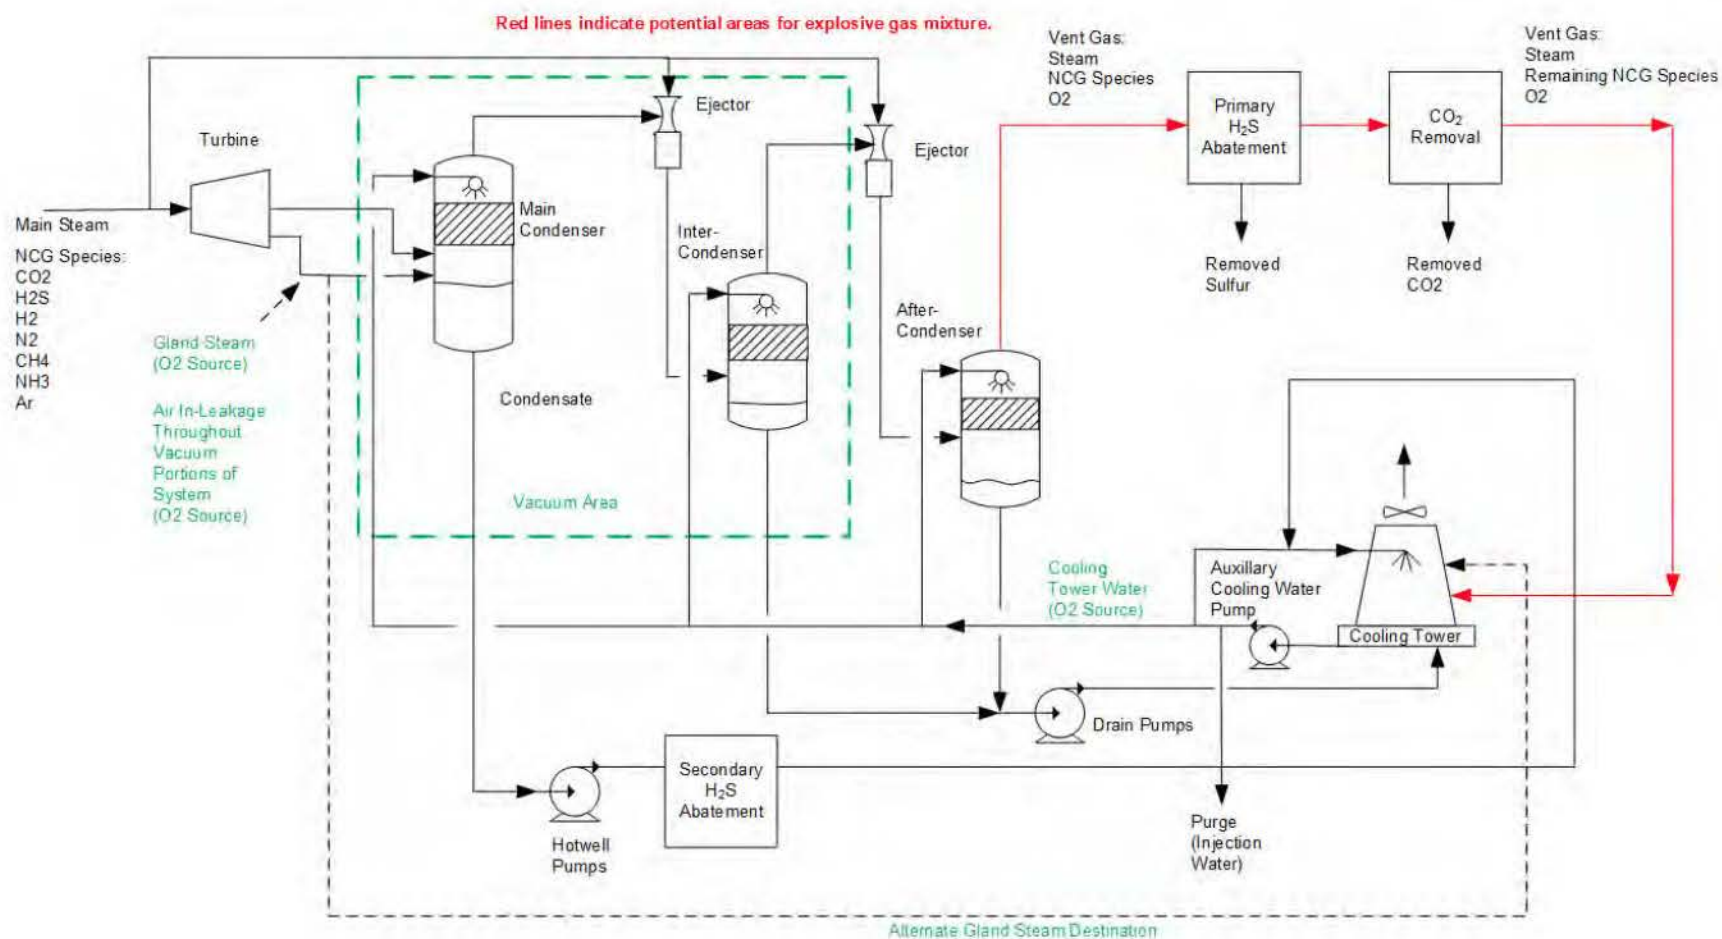 Red lines indicate potential areas for explosive gas mixture.
Vent Gas:
Steam
NCG Species
O2
Vent Gas:
Steam
Remaining NCG Species
O2
Primary
H₂S
Abatement
CO₂
Removal
Removed
Sulfur
Removed
CO2
Ejector
Ejector
Turbine
Main
Condenser
Inter-
Condenser
After-
Condenser
Main Steam
NCG Species:
CO2
H2S
H2
N2
CH4
NH3
Ar
Gland Steam
(O2 Source)
Air In-Leakage
Throughout
Vacuum
Portions of
System
(O2 Source)
Condensate
Vacuum Area
Cooling
Tower Water
(O2 Source)
Auxillary
Cooling Water
Pump
Cooling Tower
Drain Pumps
Secondary
H₂S
Abatement
Hotwell
Pumps
Purge
(Injection
Water)
Alternate Gland Steam Destination